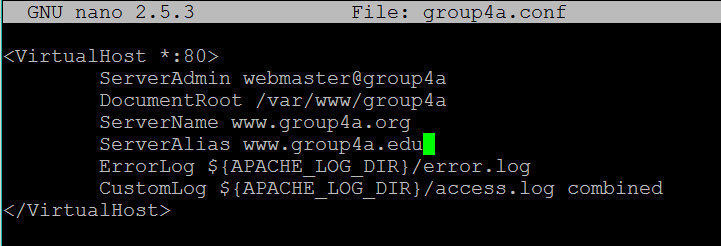 GNU nano 2.5.3 File: group4a.conf
<VirtualHost *:80>
ServerAdmin webmaster@group4a
DocumentRoot /var/www/group4a
ServerName www.group4a.org
ServerAlias www.group4a.edu
ErrorLog ${APACHE_LOG_DIR}/error.log
CustomLog ${APACHE_LOG_DIR}/access.log combined
</VirtualHost>